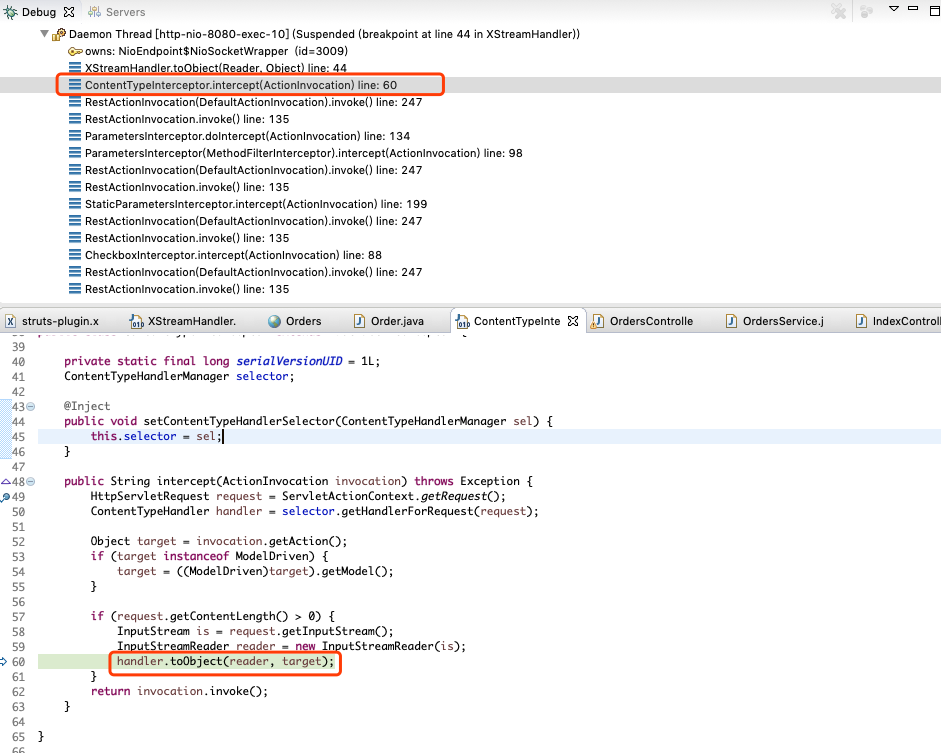 Debug Servers
Daemon Thread [http-nio-8080-exec-10] (Suspended (breakpoint at line 44 in XStreamHandler))
owns: NioEndpoint$NioSocketWrapper (id=3009)
XStreamHandler.toObject(Reader, Object) line: 44
ContentTypeInterceptor.intercept(ActionInvocation) line: 60
RestActionInvocation(DefaultActionInvocation).invoke() line: 247
RestActionInvocation.invoke() line: 135
ParametersInterceptor.doIntercept(ActionInvocation) line: 134
ParametersInterceptor(MethodFilterInterceptor).intercept(ActionInvocation) line: 98
RestActionInvocation(DefaultActionInvocation).invoke() line: 247
RestActionInvocation.invoke() line: 135
StaticParametersInterceptor.intercept(ActionInvocation) line: 199
RestActionInvocation(DefaultActionInvocation).invoke() line: 247
RestActionInvocation.invoke() line: 135
CheckboxInterceptor.intercept(ActionInvocation) line: 88
RestActionInvocation(DefaultActionInvocation).invoke() line: 247
RestActionInvocation.invoke() line: 135
struts-plugin.x XStreamHandler. Orders Order.java ContentTypeInte OrdersControlle OrdersService.j IndexControll
39
40 private static final long serialVersionUID = 1L;
41 ContentTypeHandlerManager selector;
42
43 @Inject
44 public void setContentTypeHandlerSelector(ContentTypeHandlerManager sel) {
45 this.selector = sel;
46 }
47
48 public String intercept(ActionInvocation invocation) throws Exception {
49 HttpServletRequest request = ServletActionContext.getRequest();
50 ContentTypeHandler handler = selector.getHandlerForRequest(request);
51
52 Object target = invocation.getAction();
53 if (target instanceof ModelDriven) {
54 target = ((ModelDriven)target).getModel();
55 }
56
57 if (request.getContentLength() > 0) {
58 InputStream is = request.getInputStream();
59 InputStreamReader reader = new InputStreamReader(is);
60 handler.toObject(reader, target);
61 }
62 return invocation.invoke();
63 }
64
65 }
66